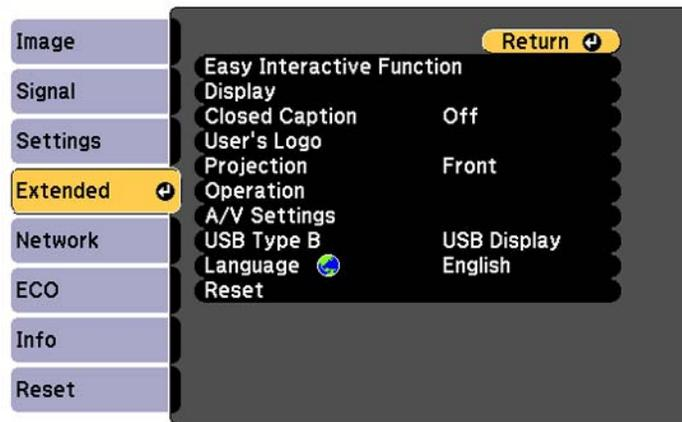 Image
Signal
Settings
Extended
Network
ECO
Info
Reset
Return
Easy Interactive Function
Display
Closed Caption Off
User's Logo
Projection Front
Operation
A/V Settings
USB Type B USB Display
Language English
Reset